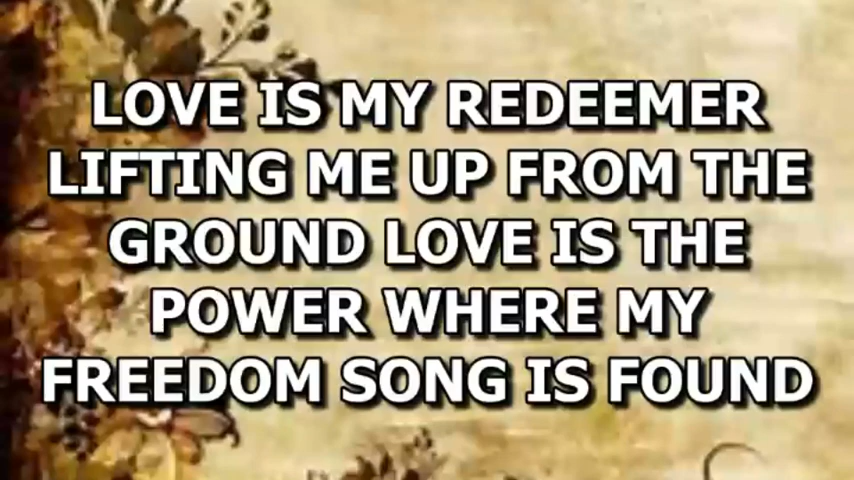 LOVE IS MY REDEEMER
LIFTING ME UP FROM THE
GROUND LOVE IS THE
POWER WHERE MY
FREEDOM SONG IS FOUND